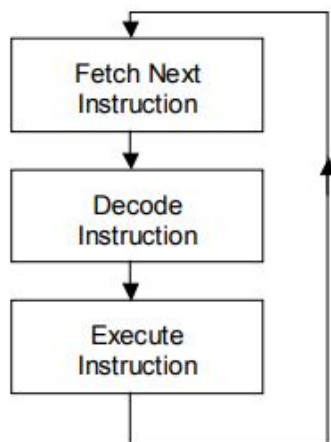 Fetch Next
Instruction
Decode
Instruction
Execute
Instruction